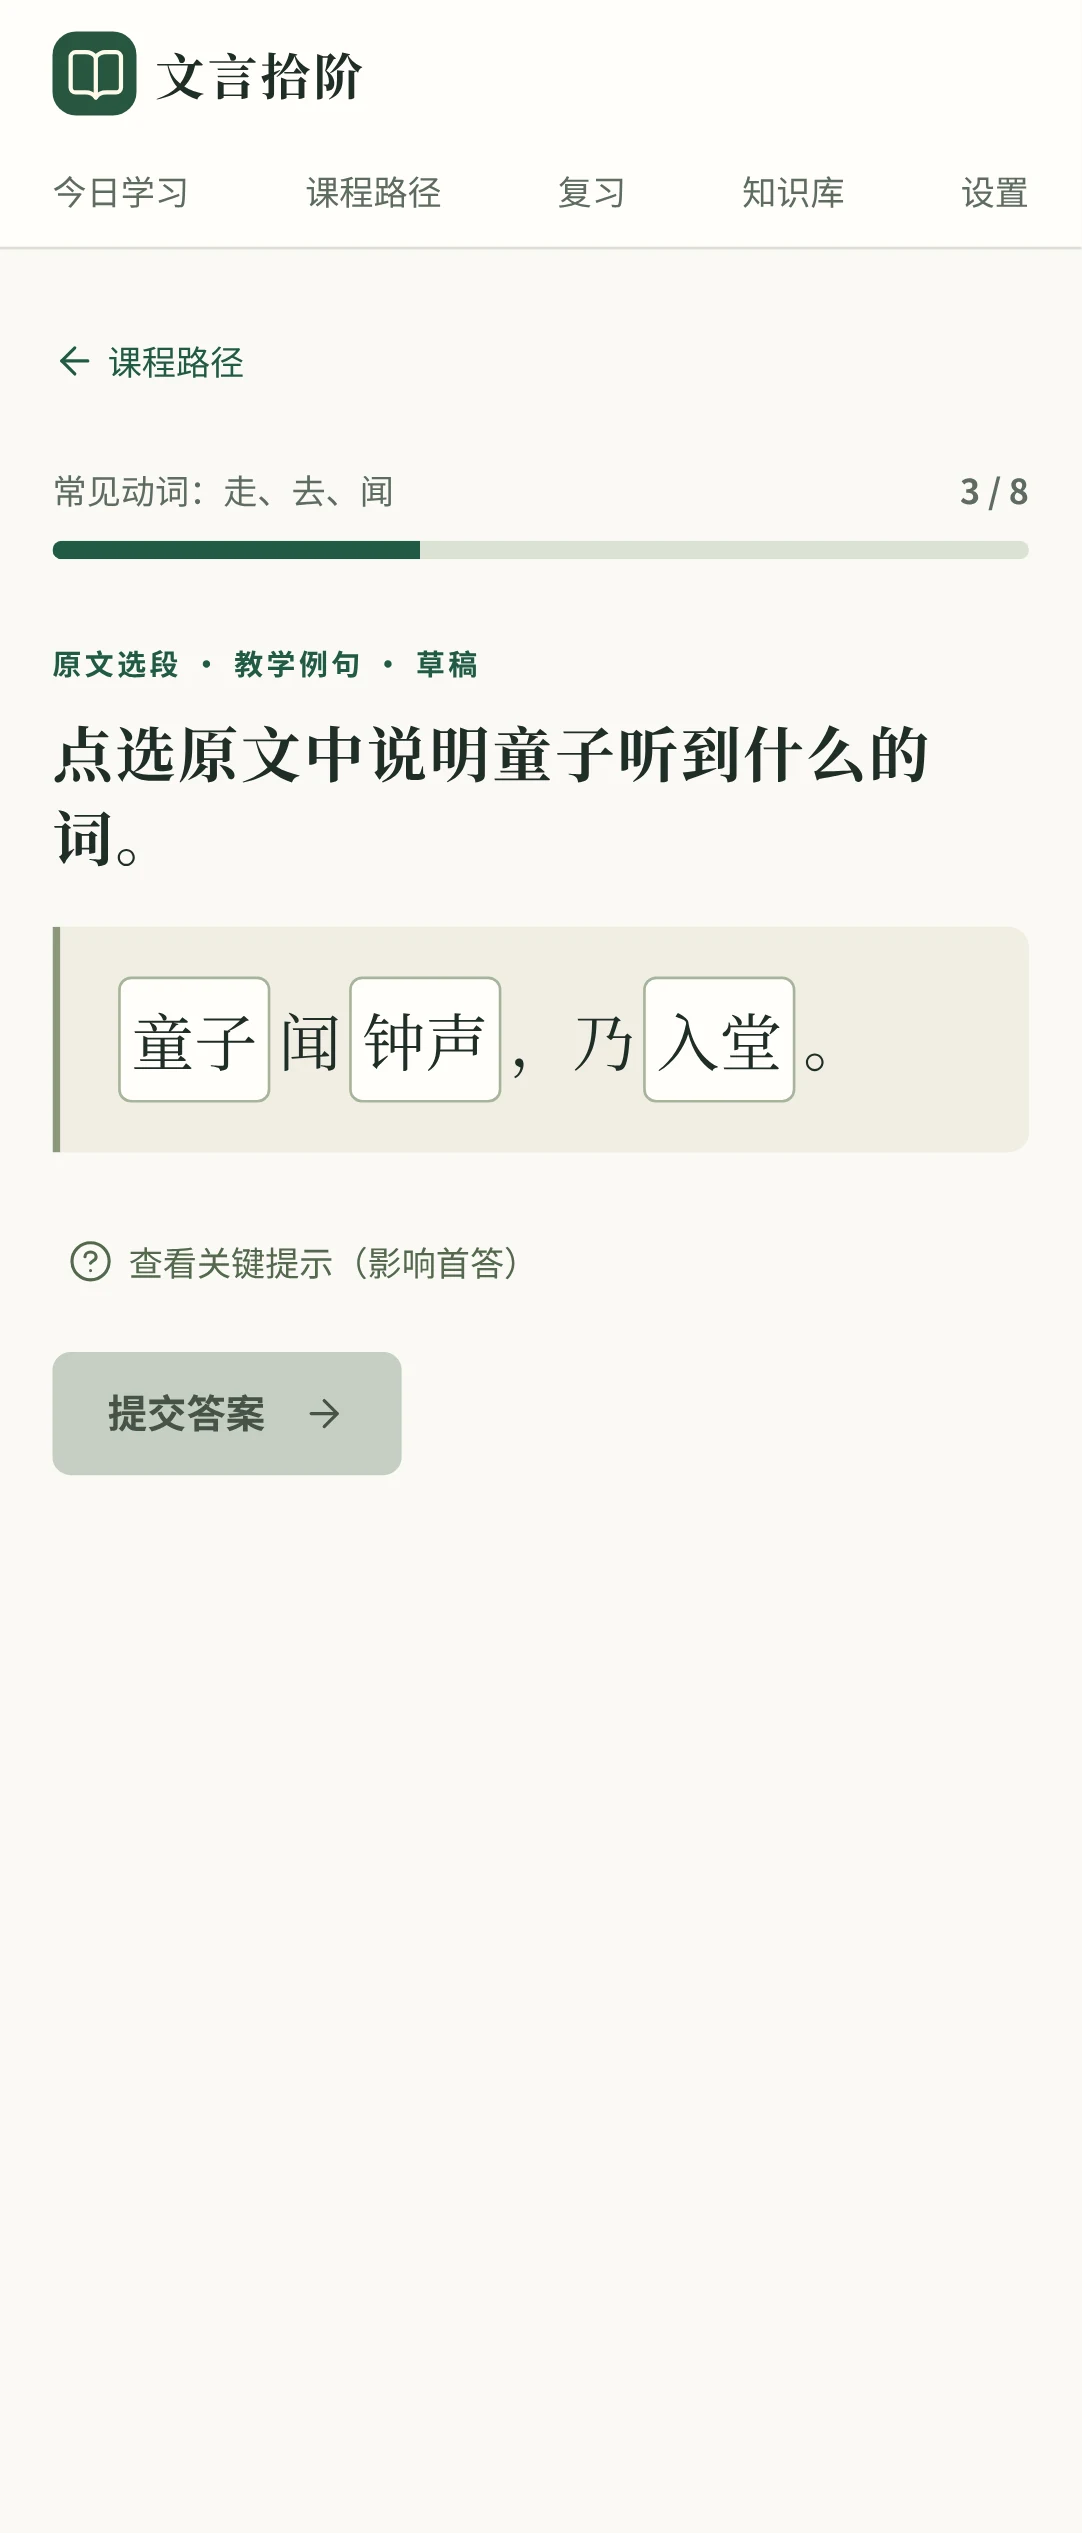 文言拾阶
今日学习 课程路径 复习 知识库 设置
← 课程路径
常见动词：走、去、闻 3 / 8
原文选段 · 教学例句 · 草稿
点选原文中说明童子听到什么的
词。
童子闻钟声，乃入堂。
查看关键提示（影响首答）
提交答案 →